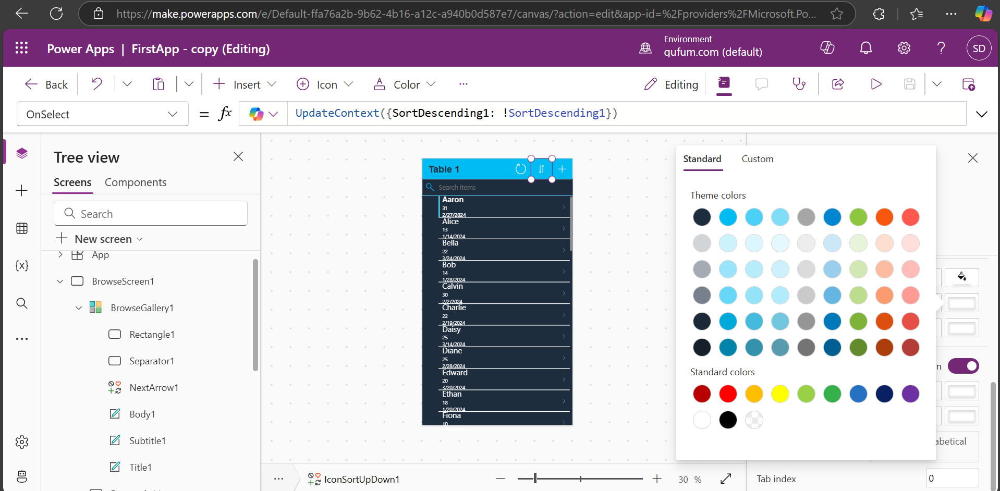 https://make.powerapps.com/e/Default-ffa76a2b-9b62-4b16-a12c-a940b0d587e7/canvas/?action=edit&app-id=%2Fproviders%2FMicrosoft.Po...
Power Apps | FirstApp - copy (Editing)
Environment
gufum.com (default)
SD
Back
Insert
Icon
Color
Editing
OnSelect
= fx
UpdateContext({SortDescending1: !SortDescending1})
Tree view
Screens Components
Search
New screen
App
BrowseScreen1
BrowseGallery1
Rectangle1
Separator1
NextArrow1
Body1
Subtitle1
Title1
Table 1
Search items
Aaron
31
2/27/2024
Alice
13
1/14/2024
Bella
22
3/24/2024
Bob
14
1/28/2024
Calvin
30
2/2/2024
Charlie
22
2/19/2024
Daisy
25
3/14/2024
Diane
25
2/28/2024
Edward
20
3/20/2024
Ethan
18
1/20/2024
Fiona
10
IconSortUpDown1
30 %
Standard Custom
Theme colors
Standard colors
n
abetical
Tab index
0